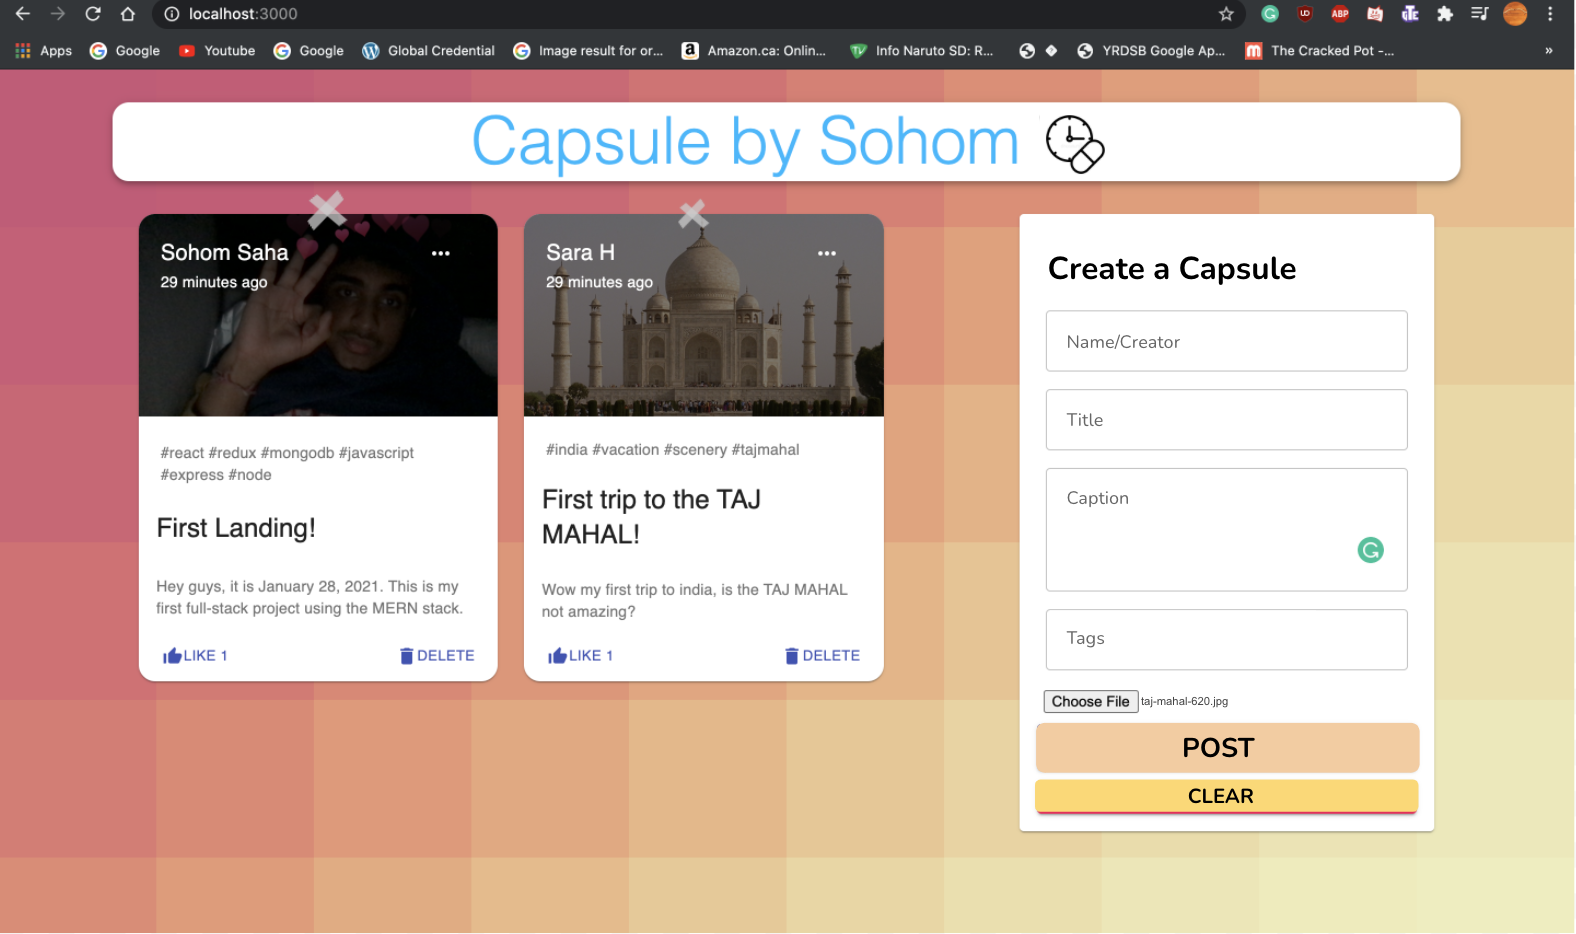 localhost:3000
Apps Google Youtube Google Global Credential Image result for or... Amazon.ca: Onlin... Info Naruto SD: R... YRDSB Google Ap... The Cracked Pot -... »
Capsule by Sohom
Sohom Saha
29 minutes ago
#react #redux #mongodb #javascript
#express #node
First Landing!
Hey guys, it is January 28, 2021. This is my
first full-stack project using the MERN stack.
LIKE 1 DELETE
Sara H
29 minutes ago
#india #vacation #scenery #tajmahal
First trip to the TAJ
MAHAL!
Wow my first trip to india, is the TAJ MAHAL
not amazing?
LIKE 1 DELETE
Create a Capsule
Name/Creator
Title
Caption
Tags
Choose File taj-mahal-620.jpg
POST
CLEAR